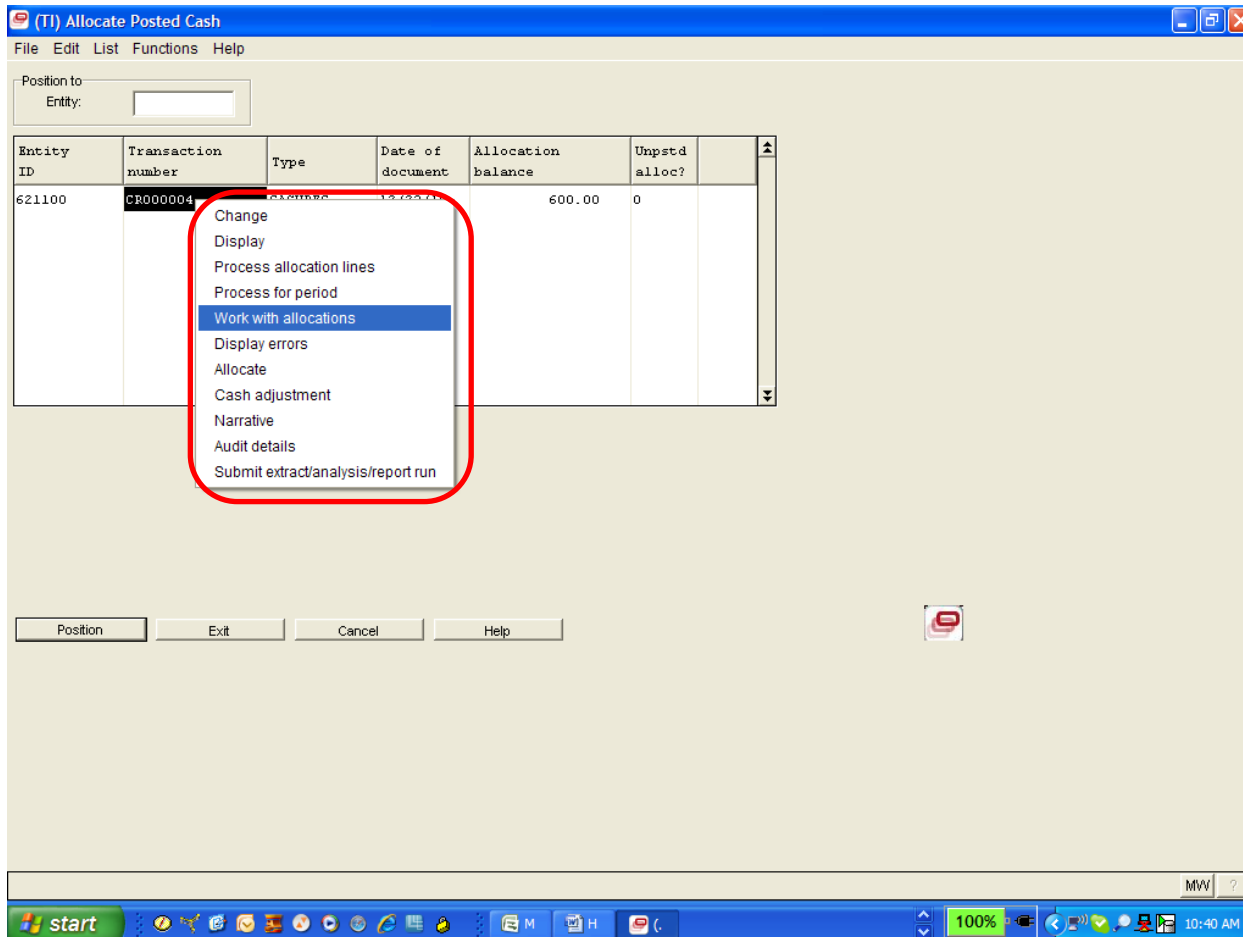 (TI) Allocate Posted Cash
File Edit List Functions Help
Position to
Entity:
Entity ID Transaction number Type Date of document Allocation balance Unpstd alloc?
621100 CR000004 600.00 0
Change
Display
Process allocation lines
Process for period
Work with allocations
Display errors
Allocate
Cash adjustment
Narrative
Audit details
Submit extract/analysis/report run
Position Exit Cancel Help
MW ?
start M H (. 100% 10:40 AM